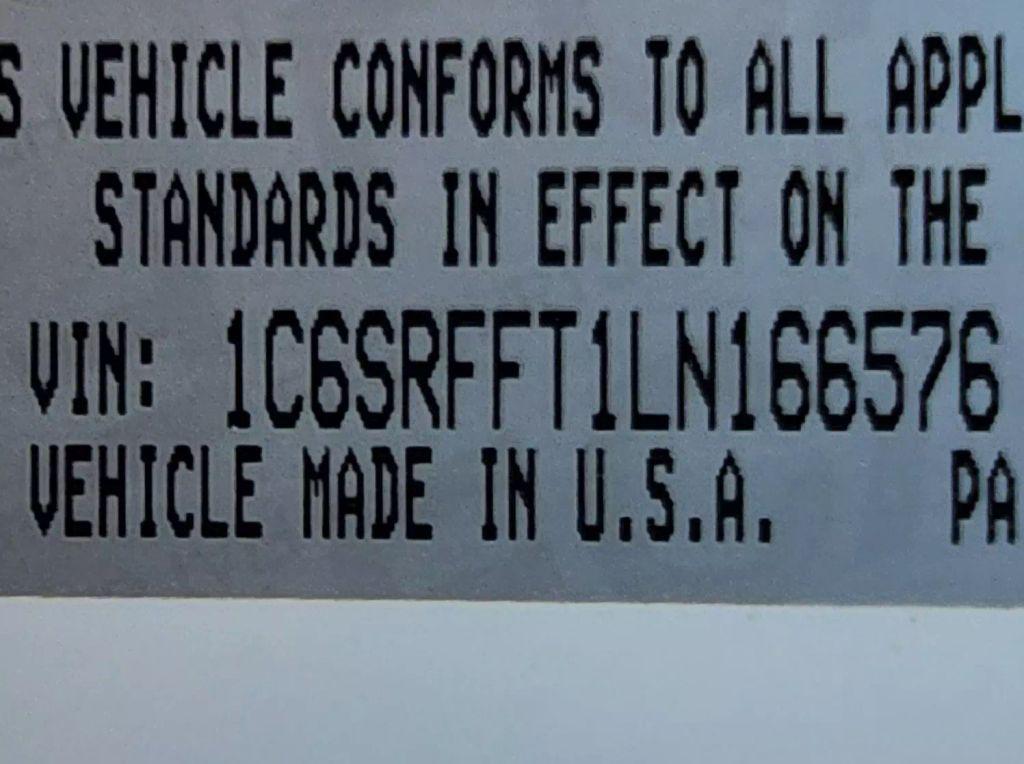 S VEHICLE CONFORMS TO ALL APPL
STANDARDS IN EFFECT ON THE
VIN: 1C6SRFFT1LN166576
VEHICLE MADE IN U.S.A. PA